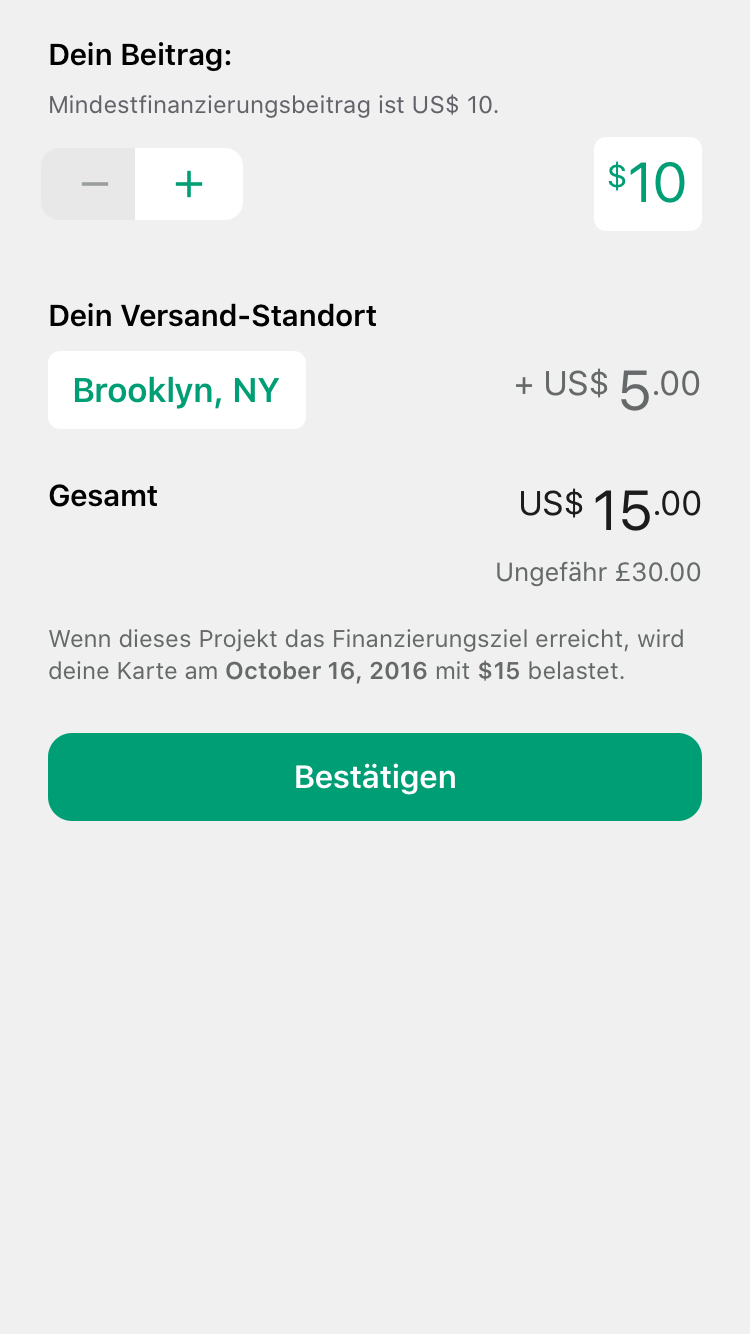 Dein Beitrag:
Mindestfinanzierungsbeitrag ist US$ 10.
− +
$10
Dein Versand-Standort
Brooklyn, NY
+ US$ 5.00
Gesamt
US$ 15.00
Ungefähr £30.00
Wenn dieses Projekt das Finanzierungsziel erreicht, wird
deine Karte am October 16, 2016 mit $15 belastet.
Bestätigen